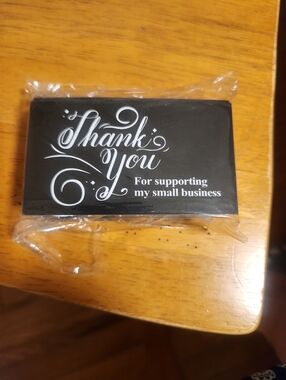 Thank
You
For supporting
my small business